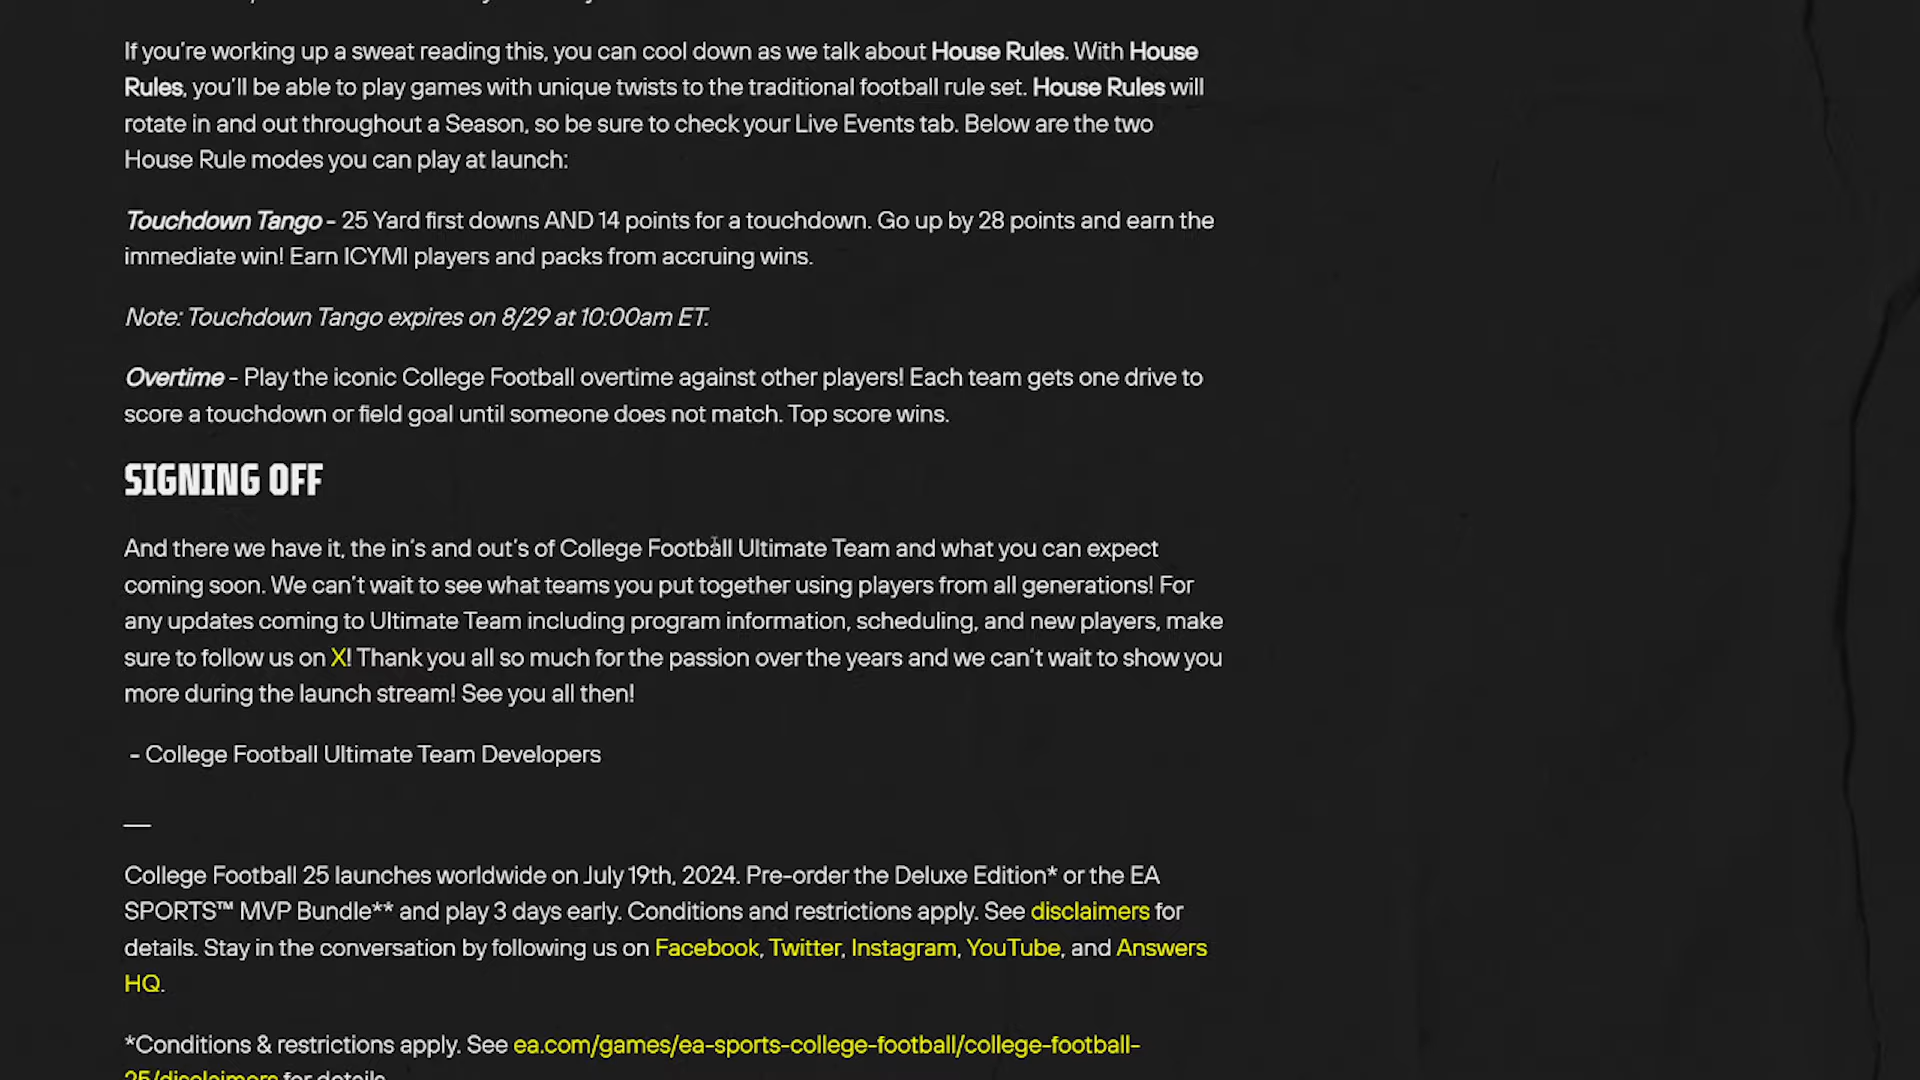 If you're working up a sweat reading this, you can cool down as we talk about House Rules. With House
Rules, you'll be able to play games with unique twists to the traditional football rule set. House Rules will
rotate in and out throughout a Season, so be sure to check your Live Events tab. Below are the two
House Rule modes you can play at launch:
Touchdown Tango - 25 Yard first downs AND 14 points for a touchdown. Go up by 28 points and earn the
immediate win! Earn ICYMI players and packs from accruing wins.
Note: Touchdown Tango expires on 8/29 at 10:00am ET.
Overtime - Play the iconic College Football overtime against other players! Each team gets one drive to
score a touchdown or field goal until someone does not match. Top score wins.
SIGNING OFF
And there we have it, the in's and out's of College Football Ultimate Team and what you can expect
coming soon. We can't wait to see what teams you put together using players from all generations! For
any updates coming to Ultimate Team including program information, scheduling, and new players, make
sure to follow us on X! Thank you all so much for the passion over the years and we can't wait to show you
more during the launch stream! See you all then!
- College Football Ultimate Team Developers
—
College Football 25 launches worldwide on July 19th, 2024. Pre-order the Deluxe Edition* or the EA
SPORTS™ MVP Bundle** and play 3 days early. Conditions and restrictions apply. See disclaimers for
details. Stay in the conversation by following us on Facebook, Twitter, Instagram, YouTube, and Answers
HQ.
*Conditions & restrictions apply. See ea.com/games/ea-sports-college-football/college-football-
25/disclaimers for details.